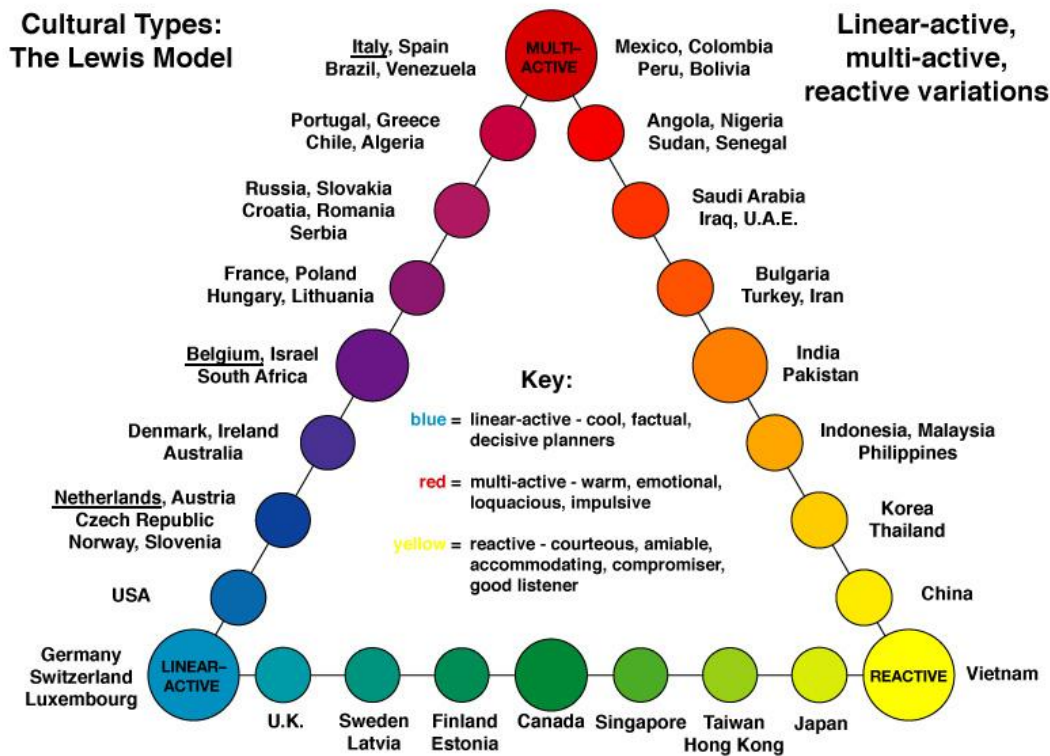 Cultural Types:
The Lewis Model
Linear-active,
multi-active,
reactive variations
MULTI–
ACTIVE
Italy, Spain
Brazil, Venezuela
Mexico, Colombia
Peru, Bolivia
Portugal, Greece
Chile, Algeria
Angola, Nigeria
Sudan, Senegal
Russia, Slovakia
Croatia, Romania
Serbia
Saudi Arabia
Iraq, U.A.E.
France, Poland
Hungary, Lithuania
Bulgaria
Turkey, Iran
Belgium, Israel
South Africa
India
Pakistan
Key:
blue = linear-active - cool, factual,
decisive planners
red = multi-active - warm, emotional,
loquacious, impulsive
yellow = reactive - courteous, amiable,
accommodating, compromiser,
good listener
Denmark, Ireland
Australia
Indonesia, Malaysia
Philippines
Netherlands, Austria
Czech Republic
Norway, Slovenia
Korea
Thailand
USA
China
Germany
Switzerland
Luxembourg
LINEAR–
ACTIVE
REACTIVE
Vietnam
U.K.
Sweden
Latvia
Finland
Estonia
Canada
Singapore
Taiwan
Hong Kong
Japan